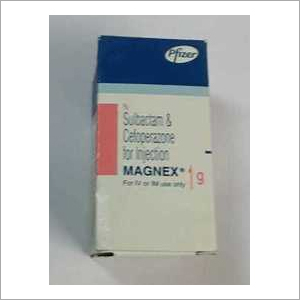 Pfizer
Sulbactam &
Cefoperazone
for Injection
MAGNEX®
For IV or IM use only
1g